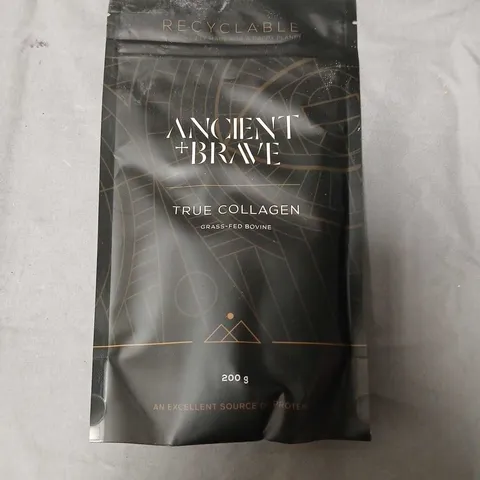 RECYCLABLE
ANCIENT
+BRAVE
TRUE COLLAGEN
GRASS-FED BOVINE
200 g
AN EXCELLENT SOURCE OF PROTEIN